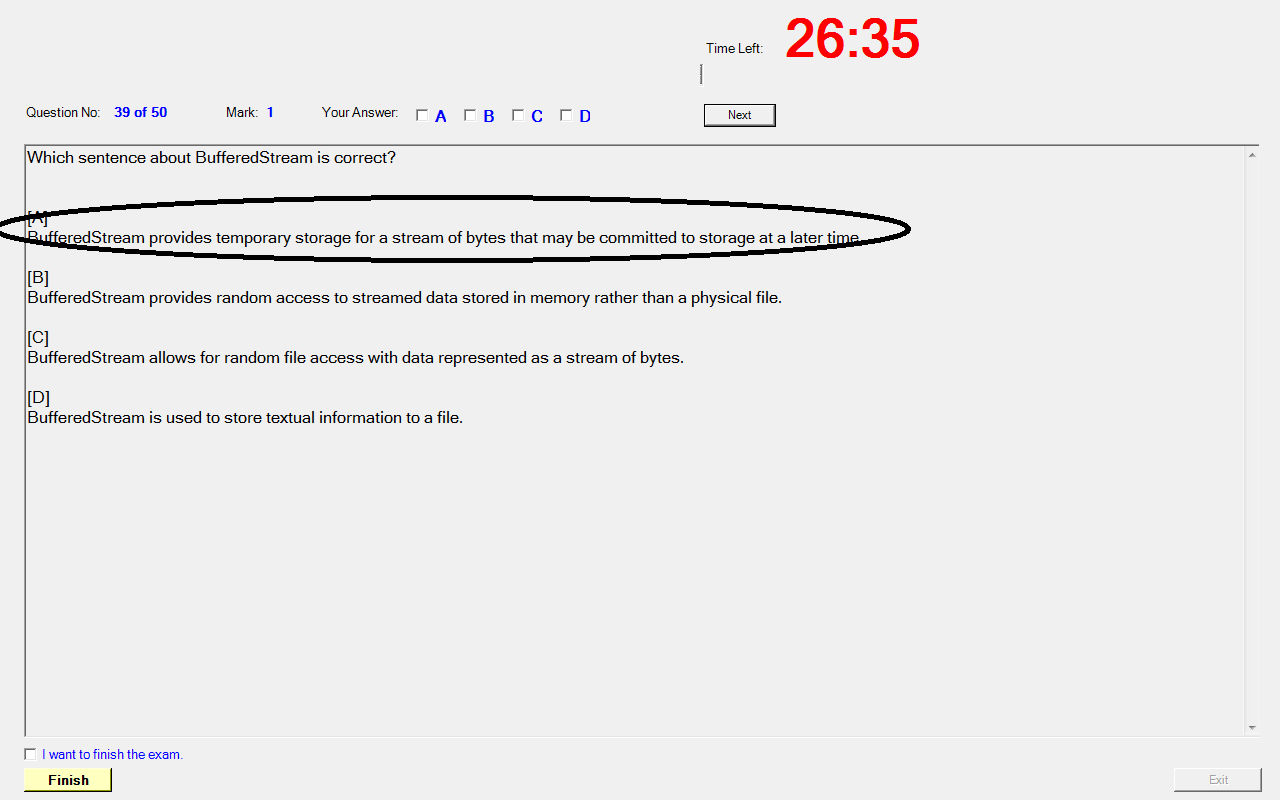 Time Left: 26:35
Question No: 39 of 50 Mark: 1 Your Answer: A B C D Next
Which sentence about BufferedStream is correct?
[A]
BufferedStream provides temporary storage for a stream of bytes that may be committed to storage at a later time.
[B]
BufferedStream provides random access to streamed data stored in memory rather than a physical file.
[C]
BufferedStream allows for random file access with data represented as a stream of bytes.
[D]
BufferedStream is used to store textual information to a file.
I want to finish the exam.
Finish Exit